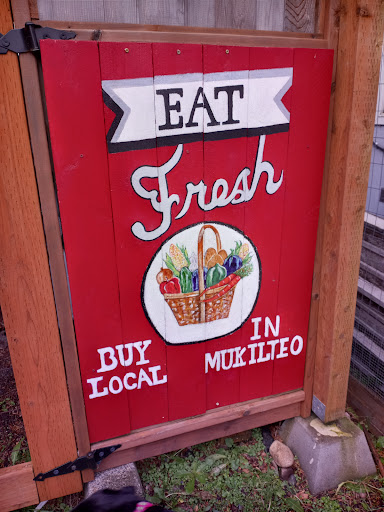 EAT
Fresh
BUY LOCAL
IN MUKILTEO